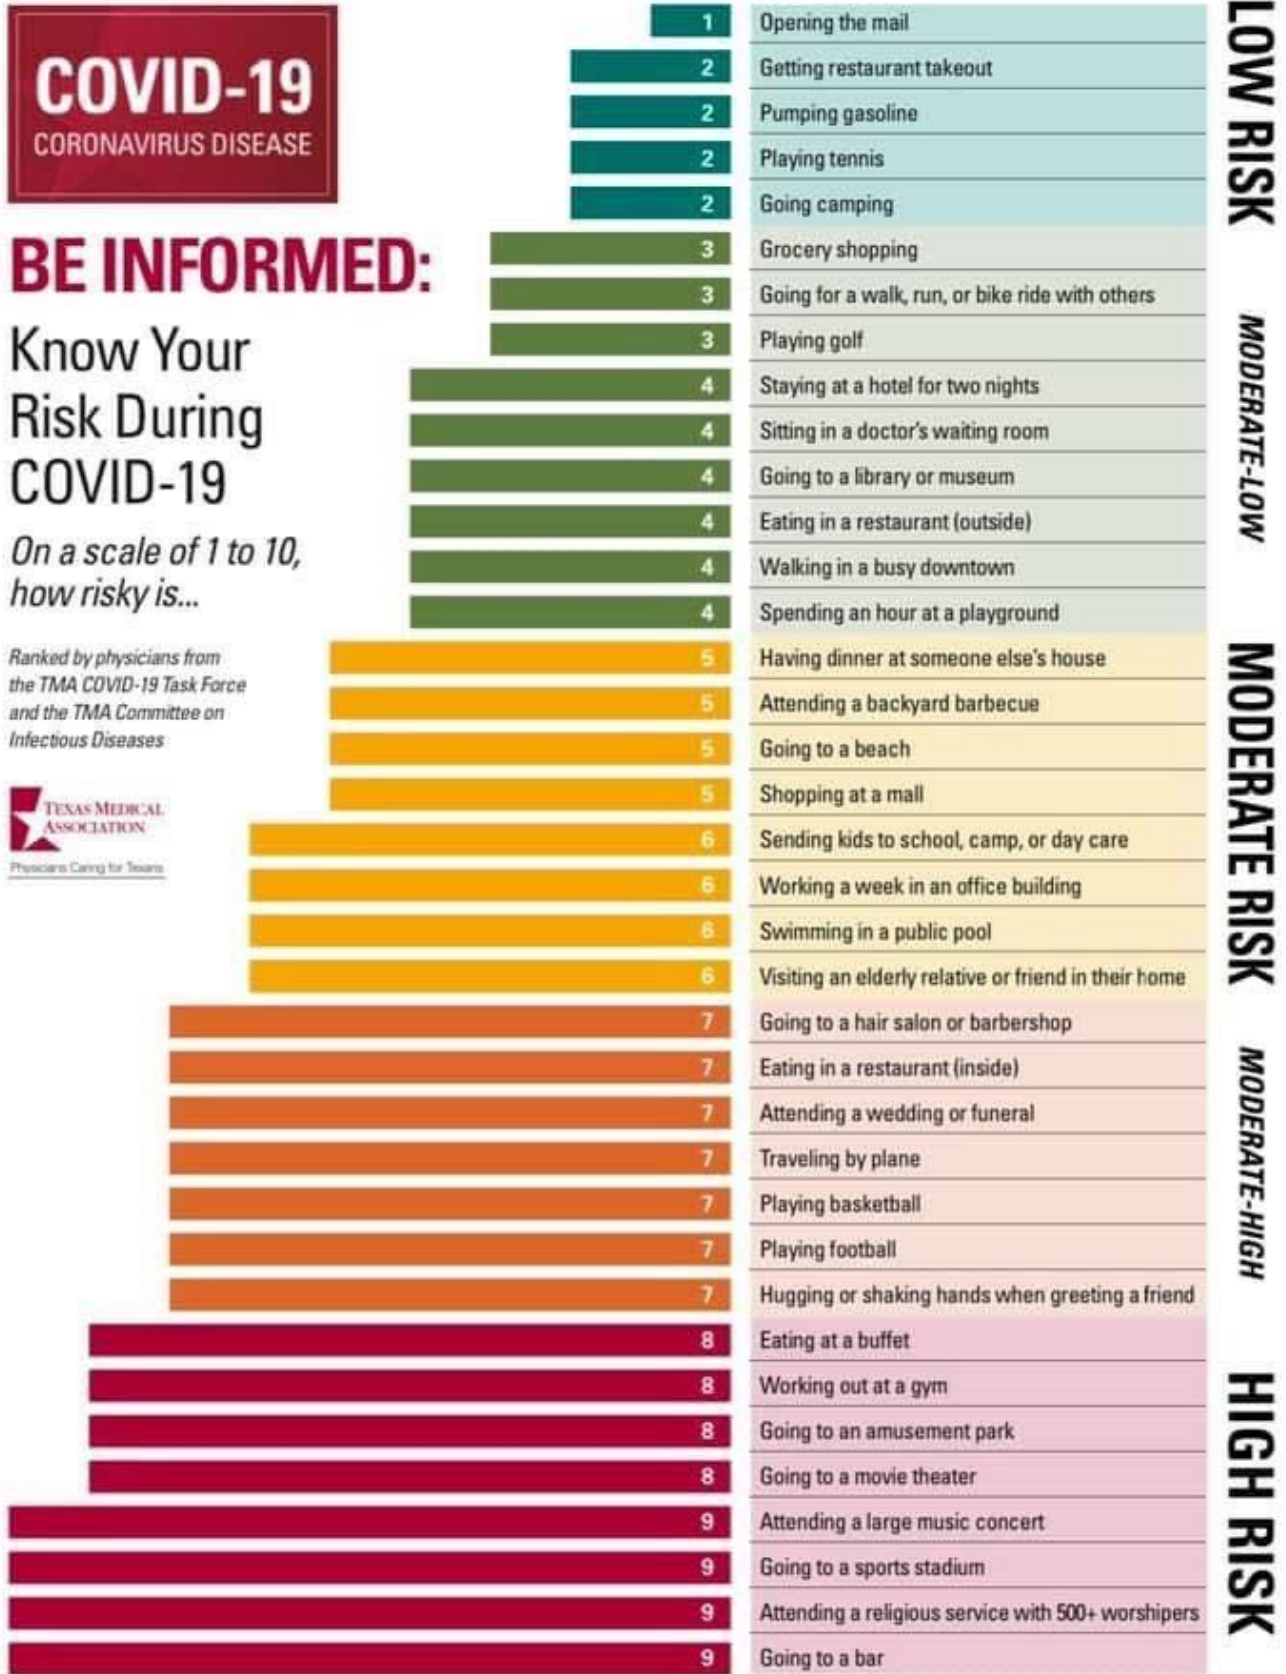 COVID-19
CORONAVIRUS DISEASE
BE INFORMED:
Know Your
Risk During
COVID-19
On a scale of 1 to 10,
how risky is...
Ranked by physicians from
the TMA COVID-19 Task Force
and the TMA Committee on
Infectious Diseases
TEXAS MEDICAL
ASSOCIATION
Physicians Caring for Texans
LOW RISK
1 Opening the mail
2 Getting restaurant takeout
2 Pumping gasoline
2 Playing tennis
2 Going camping
MODERATE-LOW
3 Grocery shopping
3 Going for a walk, run, or bike ride with others
3 Playing golf
4 Staying at a hotel for two nights
4 Sitting in a doctor's waiting room
4 Going to a library or museum
4 Eating in a restaurant (outside)
4 Walking in a busy downtown
4 Spending an hour at a playground
MODERATE RISK
5 Having dinner at someone else's house
5 Attending a backyard barbecue
5 Going to a beach
5 Shopping at a mall
6 Sending kids to school, camp, or day care
6 Working a week in an office building
6 Swimming in a public pool
6 Visiting an elderly relative or friend in their home
MODERATE-HIGH
7 Going to a hair salon or barbershop
7 Eating in a restaurant (inside)
7 Attending a wedding or funeral
7 Traveling by plane
7 Playing basketball
7 Playing football
7 Hugging or shaking hands when greeting a friend
HIGH RISK
8 Eating at a buffet
8 Working out at a gym
8 Going to an amusement park
8 Going to a movie theater
9 Attending a large music concert
9 Going to a sports stadium
9 Attending a religious service with 500+ worshipers
9 Going to a bar